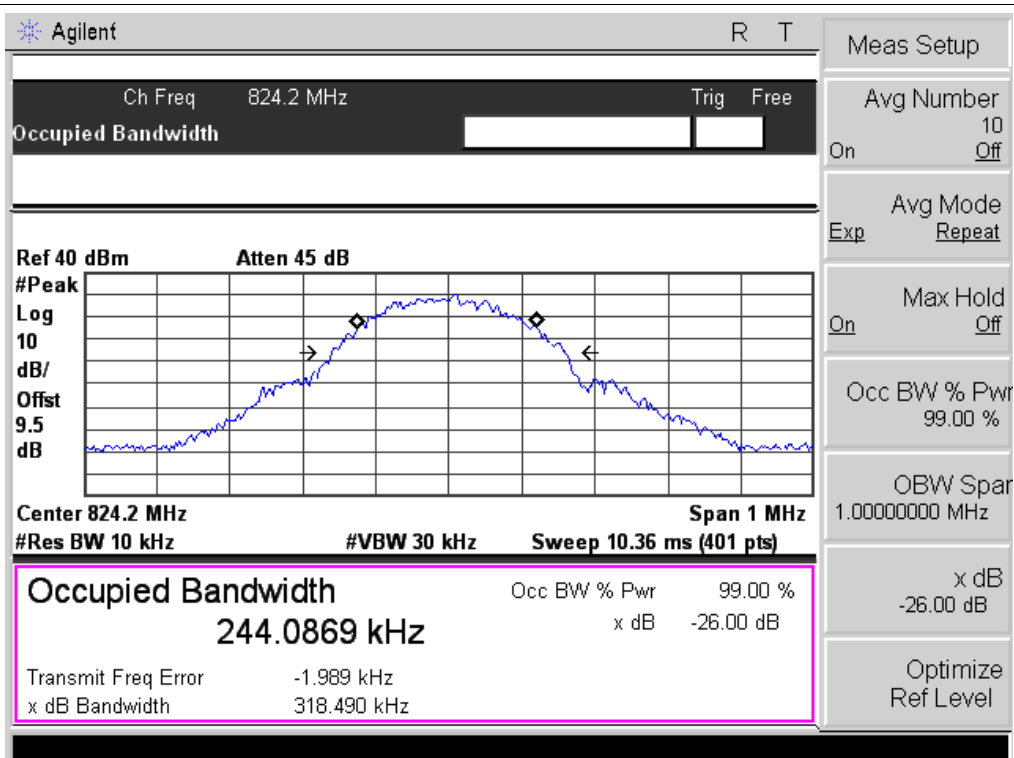 Agilent R T
Ch Freq 824.2 MHz Trig Free
Occupied Bandwidth
Ref 40 dBm Atten 45 dB
#Peak
Log
10
dB/
Offst
9.5
dB
Center 824.2 MHz Span 1 MHz
#Res BW 10 kHz #VBW 30 kHz Sweep 10.36 ms (401 pts)
Occupied Bandwidth Occ BW % Pwr 99.00 %
244.0869 kHz x dB -26.00 dB
Transmit Freq Error -1.989 kHz
x dB Bandwidth 318.490 kHz
Meas Setup
Avg Number
10
On Off
Avg Mode
Exp Repeat
Max Hold
On Off
Occ BW % Pwr
99.00 %
OBW Span
1.00000000 MHz
x dB
-26.00 dB
Optimize
Ref Level